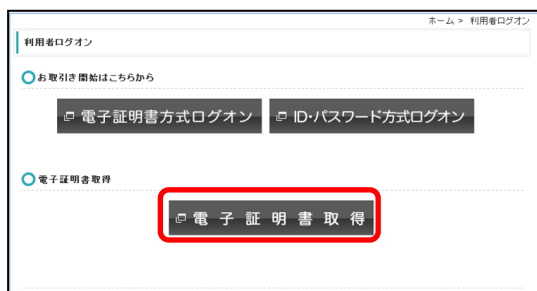 ホーム > 利用者ログオン
利用者ログオン
お取引き開始はこちらから
電子証明書方式ログオン ID・パスワード方式ログオン
電子証明書取得
電子証明書取得